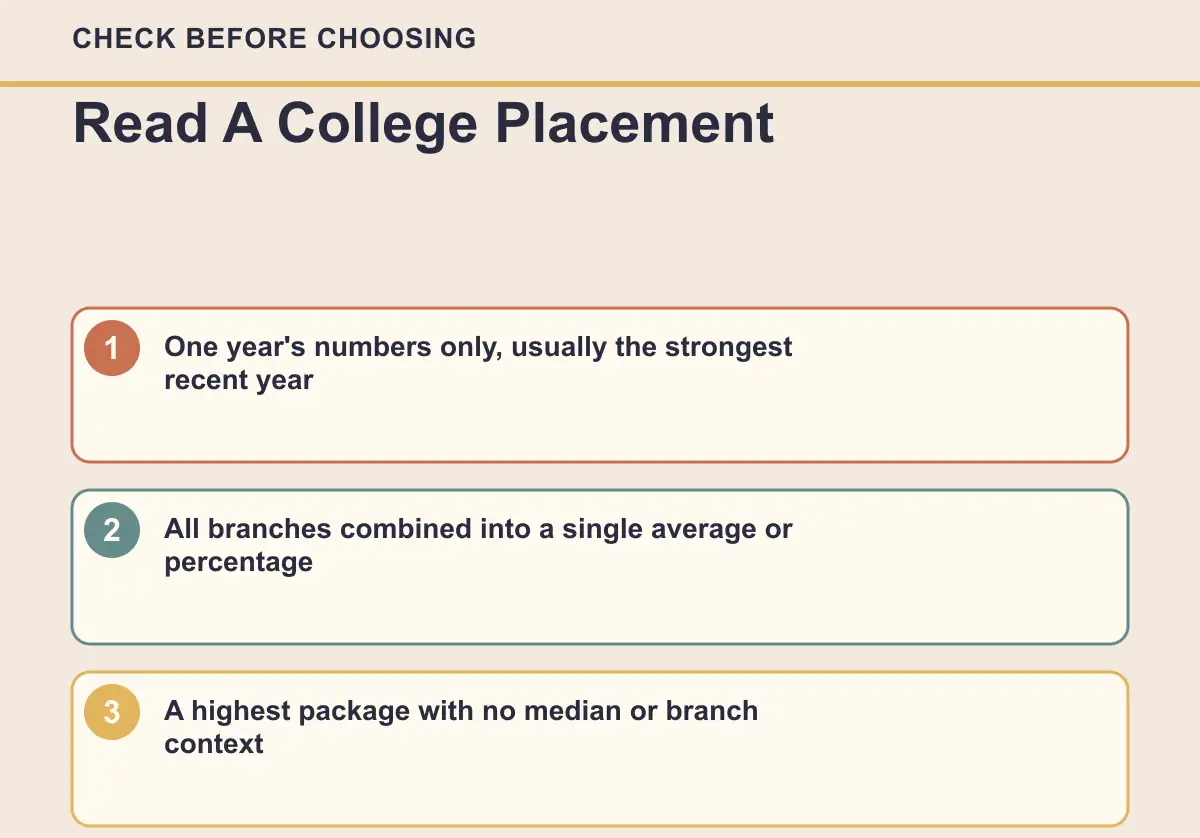 CHECK BEFORE CHOOSING
Read A College Placement
1
One year's numbers only, usually the strongest
recent year
2
All branches combined into a single average or
percentage
3
A highest package with no median or branch
context